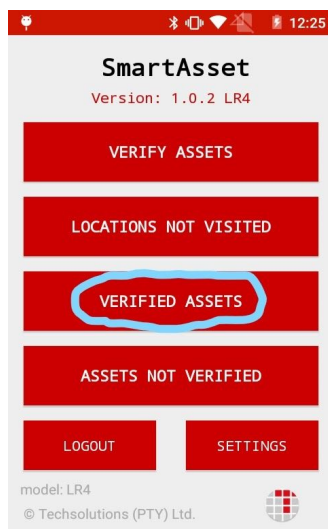 12:25
SmartAsset
Version: 1.0.2 LR4
VERIFY ASSETS
LOCATIONS NOT VISITED
VERIFIED ASSETS
ASSETS NOT VERIFIED
LOGOUT SETTINGS
model: LR4
© Techsolutions (PTY) Ltd.